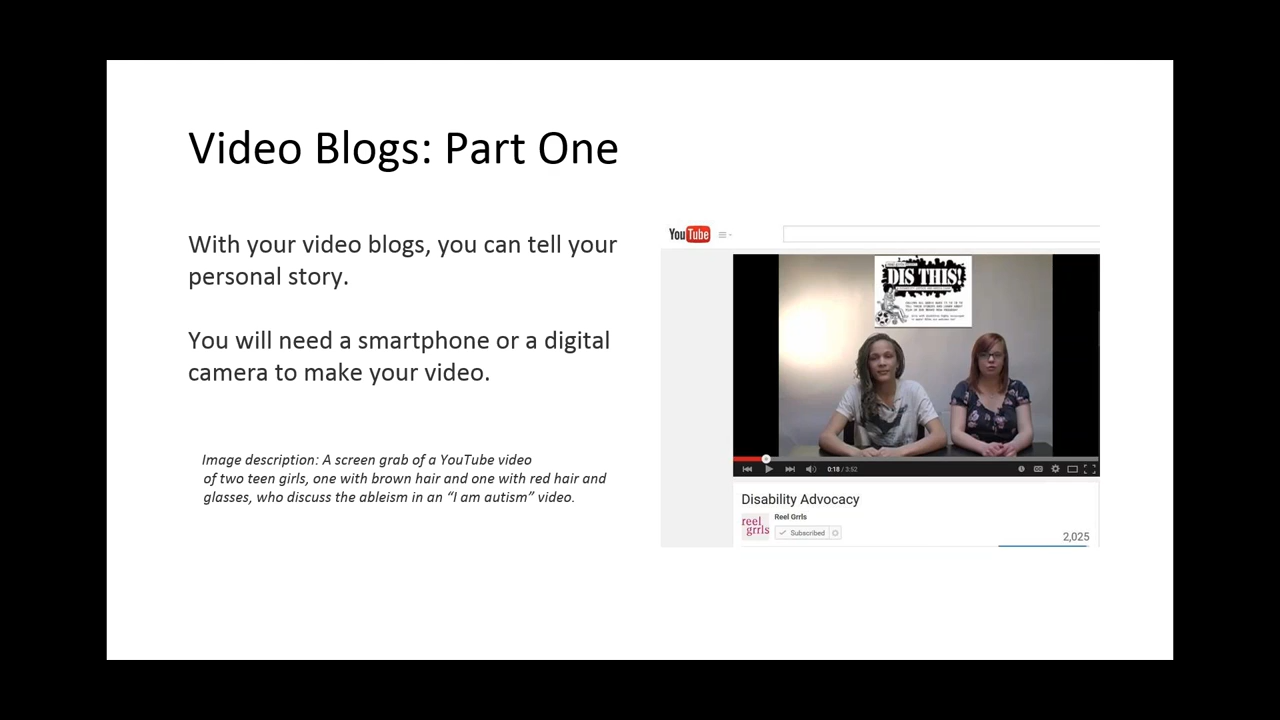 Video Blogs: Part One
With your video blogs, you can tell your
personal story.
You will need a smartphone or a digital
camera to make your video.
Image description: A screen grab of a YouTube video
of two teen girls, one with brown hair and one with red hair and
glasses, who discuss the ableism in an “I am autism” video.
YouTube
DIS THIS!
0:18 / 3:52
Disability Advocacy
reel
grrls
Reel Grrls
Subscribed
2,025